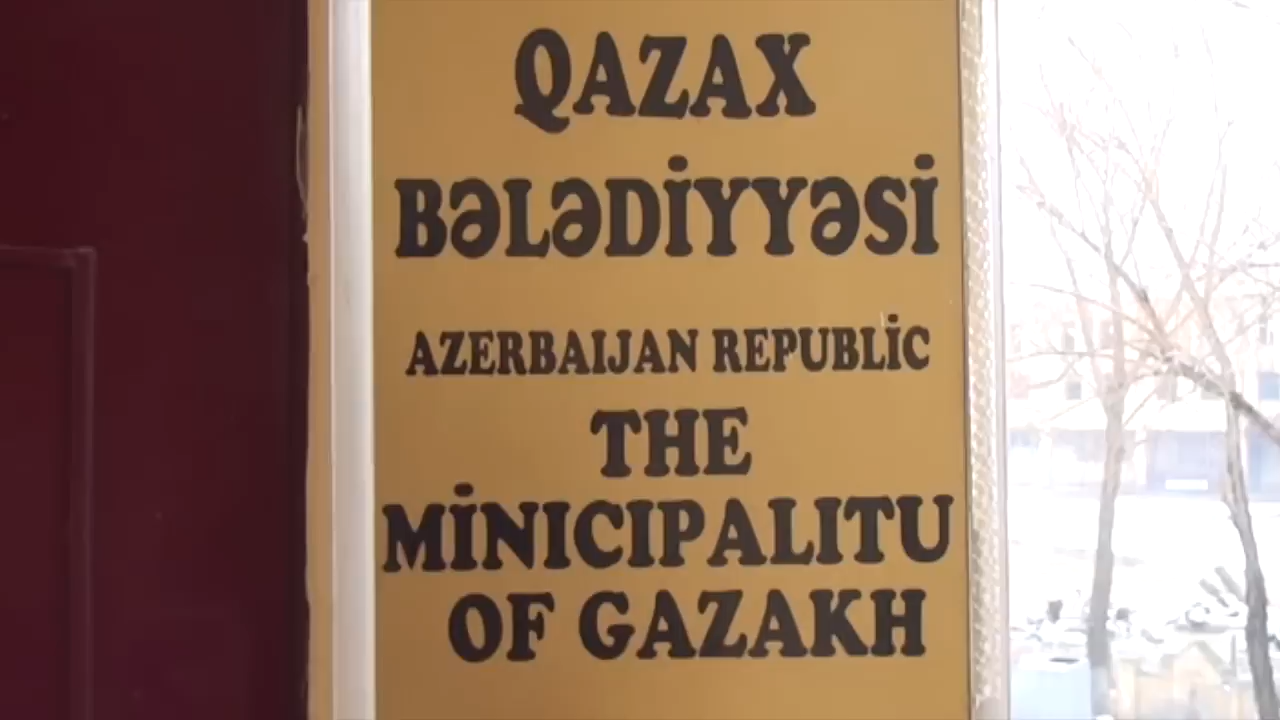 QAZAX
BƏLƏDİYYƏSİ
AZERBAIJAN REPUBLİC
THE
MİNICIPALITU
OF GAZAKH